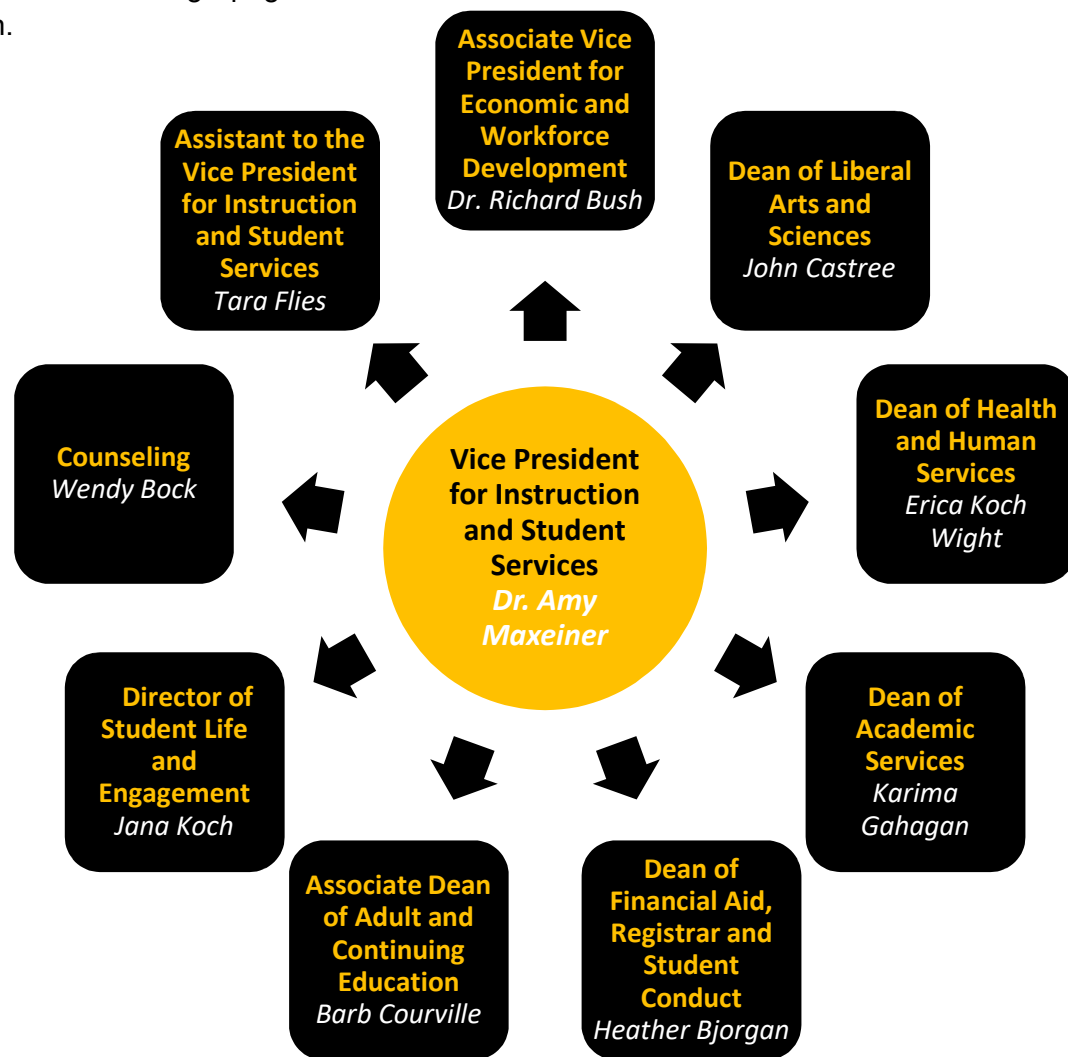 n.
Associate Vice
President for
Economic and
Workforce
Development
Dr. Richard Bush
Assistant to the
Vice President
for Instruction
and Student
Services
Tara Flies
Dean of Liberal
Arts and
Sciences
John Castree
Counseling
Wendy Bock
Vice President
for Instruction
and Student
Services
Dr. Amy
Maxeiner
Dean of Health
and Human
Services
Erica Koch
Wight
Director of
Student Life
and
Engagement
Jana Koch
Dean of
Academic
Services
Karima
Gahagan
Associate Dean
of Adult and
Continuing
Education
Barb Courville
Dean of
Financial Aid,
Registrar and
Student
Conduct
Heather Bjorgan